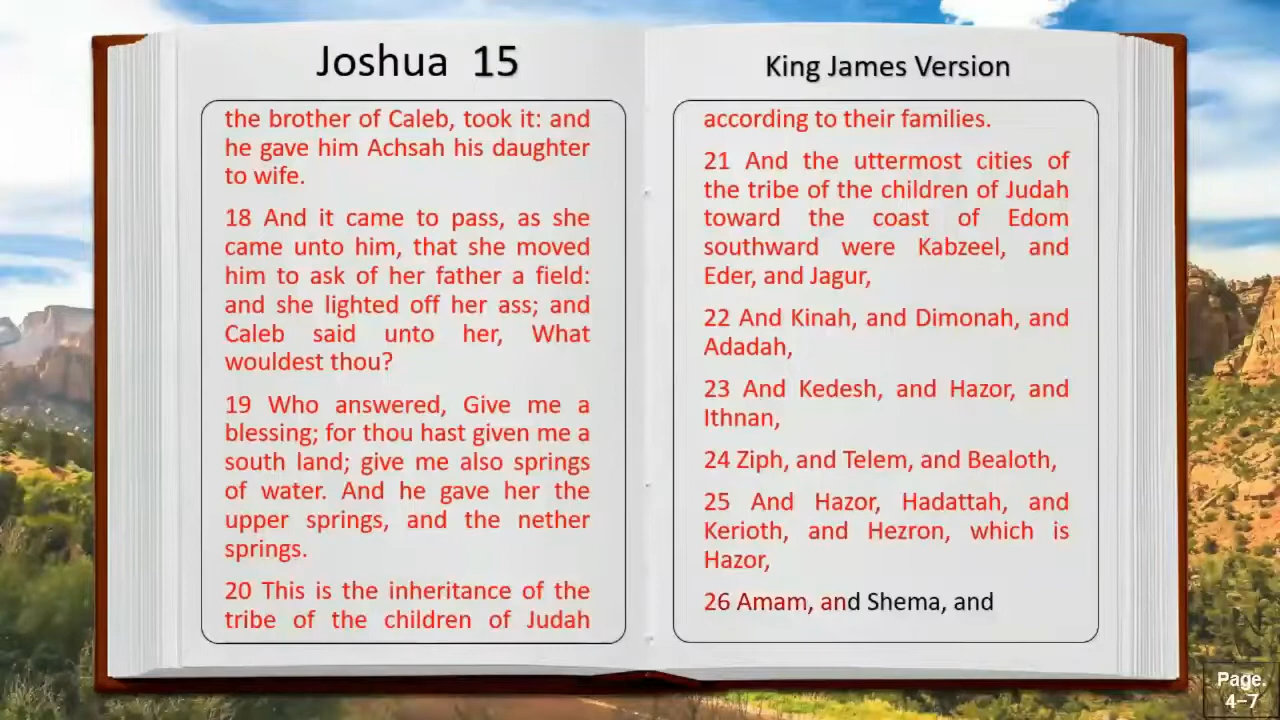 Joshua 15
the brother of Caleb, took it: and
he gave him Achsah his daughter
to wife.
18 And it came to pass, as she
came unto him, that she moved
him to ask of her father a field:
and she lighted off her ass; and
Caleb said unto her, What
wouldest thou?
19 Who answered, Give me a
blessing; for thou hast given me a
south land; give me also springs
of water. And he gave her the
upper springs, and the nether
springs.
20 This is the inheritance of the
tribe of the children of Judah
King James Version
according to their families.
21 And the uttermost cities of
the tribe of the children of Judah
toward the coast of Edom
southward were Kabzeel, and
Eder, and Jagur,
22 And Kinah, and Dimonah, and
Adadah,
23 And Kedesh, and Hazor, and
Ithnan,
24 Ziph, and Telem, and Bealoth,
25 And Hazor, Hadattah, and
Kerioth, and Hezron, which is
Hazor,
26 Amam, and Shema, and
Page.
4-7